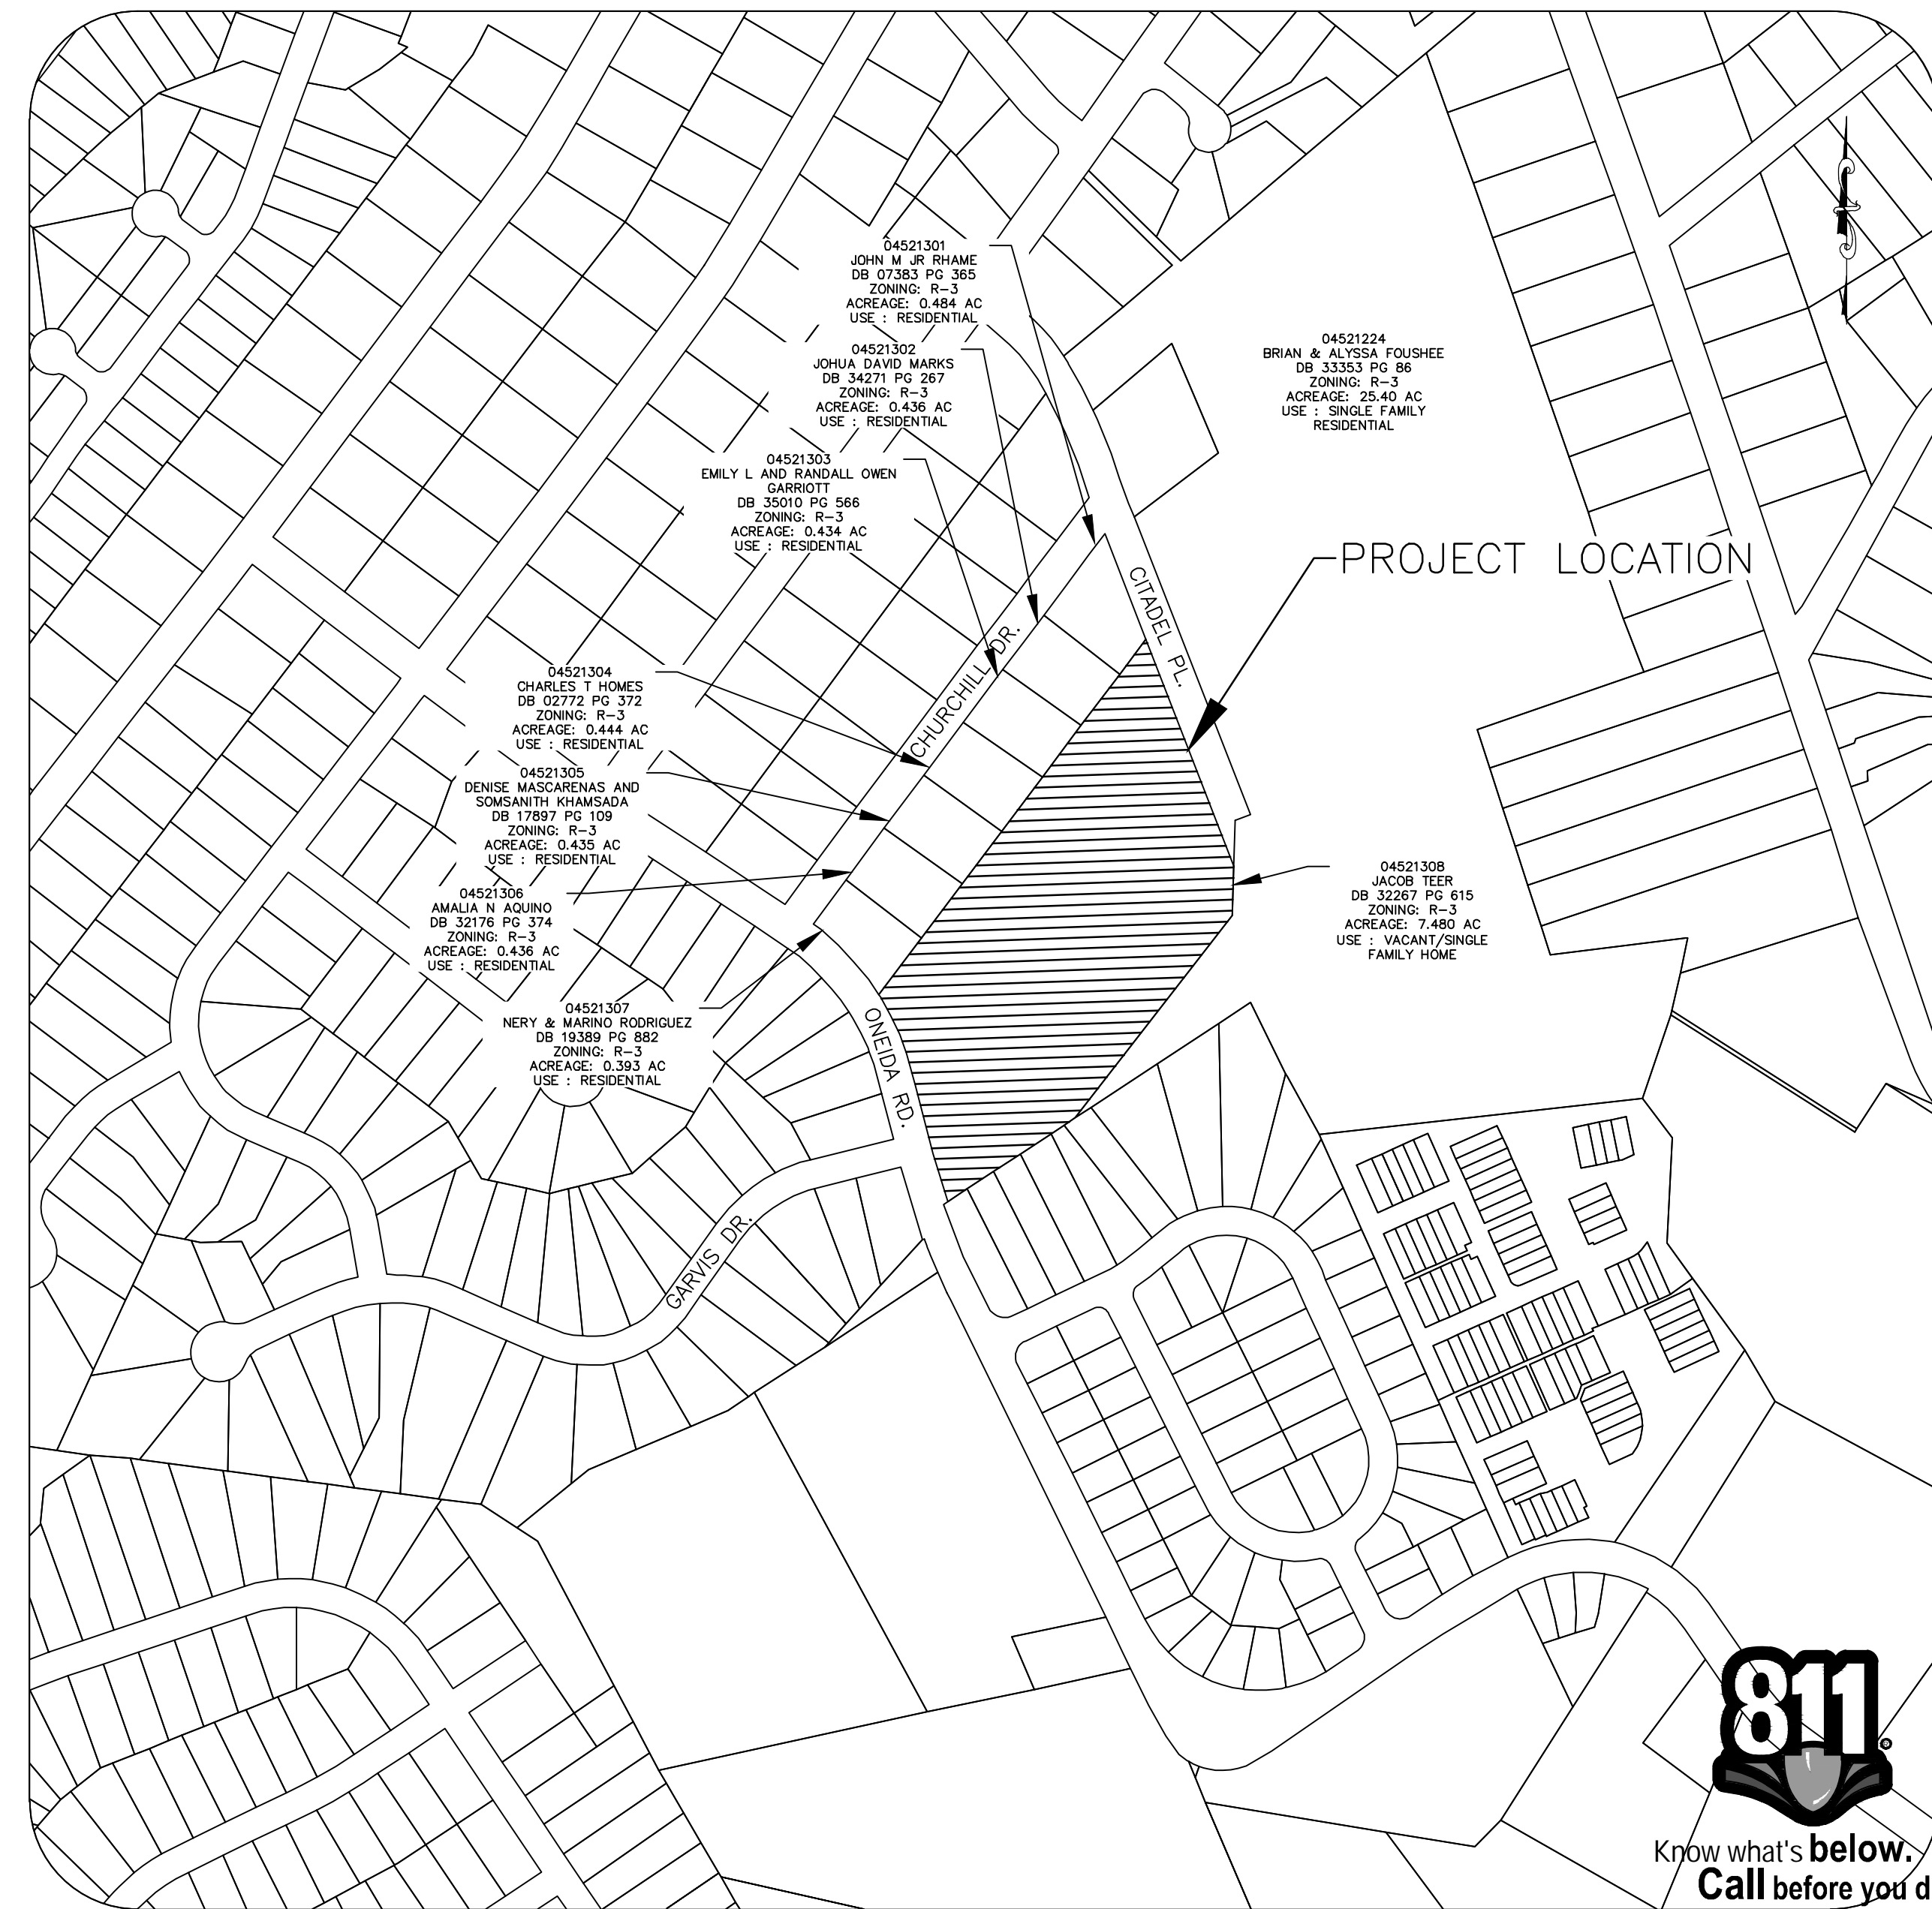 04521301
JOHN M JR RHAME
DB 07383 PG 365
ZONING: R-3
ACREAGE: 0.484 AC
USE : RESIDENTIAL
04521302
JOHUA DAVID MARKS
DB 34271 PG 267
ZONING: R-3
ACREAGE: 0.436 AC
USE : RESIDENTIAL
04521224
BRIAN & ALYSSA FOUSHEE
DB 33353 PG 86
ZONING: R-3
ACREAGE: 25.40 AC
USE : SINGLE FAMILY
RESIDENTIAL
04521303
EMILY L AND RANDALL OWEN
GARRIOTT
DB 35010 PG 566
ZONING: R-3
ACREAGE: 0.434 AC
USE : RESIDENTIAL
PROJECT LOCATION
CITADEL PL.
CHURCHILL DR.
04521304
CHARLES T HOMES
DB 02772 PG 372
ZONING: R-3
ACREAGE: 0.444 AC
USE : RESIDENTIAL
04521305
DENISE MASCARENAS AND
SOMSANITH KHAMSADA
DB 17897 PG 109
ZONING: R-3
ACREAGE: 0.435 AC
USE : RESIDENTIAL
04521306
AMALIA N AQUINO
DB 32176 PG 374
ZONING: R-3
ACREAGE: 0.436 AC
USE : RESIDENTIAL
04521308
JACOB TEER
DB 32267 PG 615
ZONING: R-3
ACREAGE: 7.480 AC
USE : VACANT/SINGLE
FAMILY HOME
04521307
NERY & MARINO RODRIGUEZ
DB 19389 PG 882
ZONING: R-3
ACREAGE: 0.393 AC
USE : RESIDENTIAL
ONEIDA RD.
GARVIS DR.
811®
Know what's below.
Call before you d